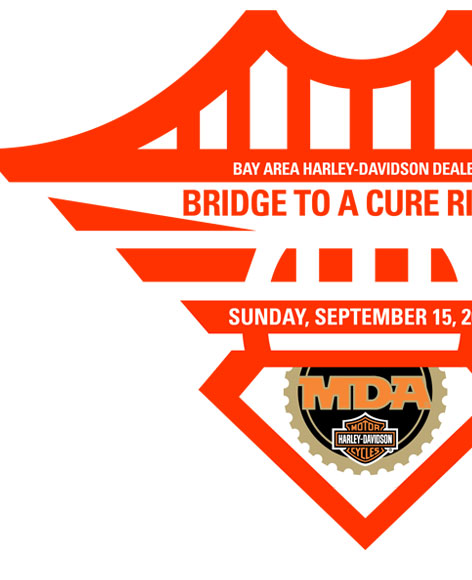 BAY AREA HARLEY-DAVIDSON DEALE
BRIDGE TO A CURE RI
SUNDAY, SEPTEMBER 15, 2
MDA
MOTOR
HARLEY-DAVIDSON
CYCLES